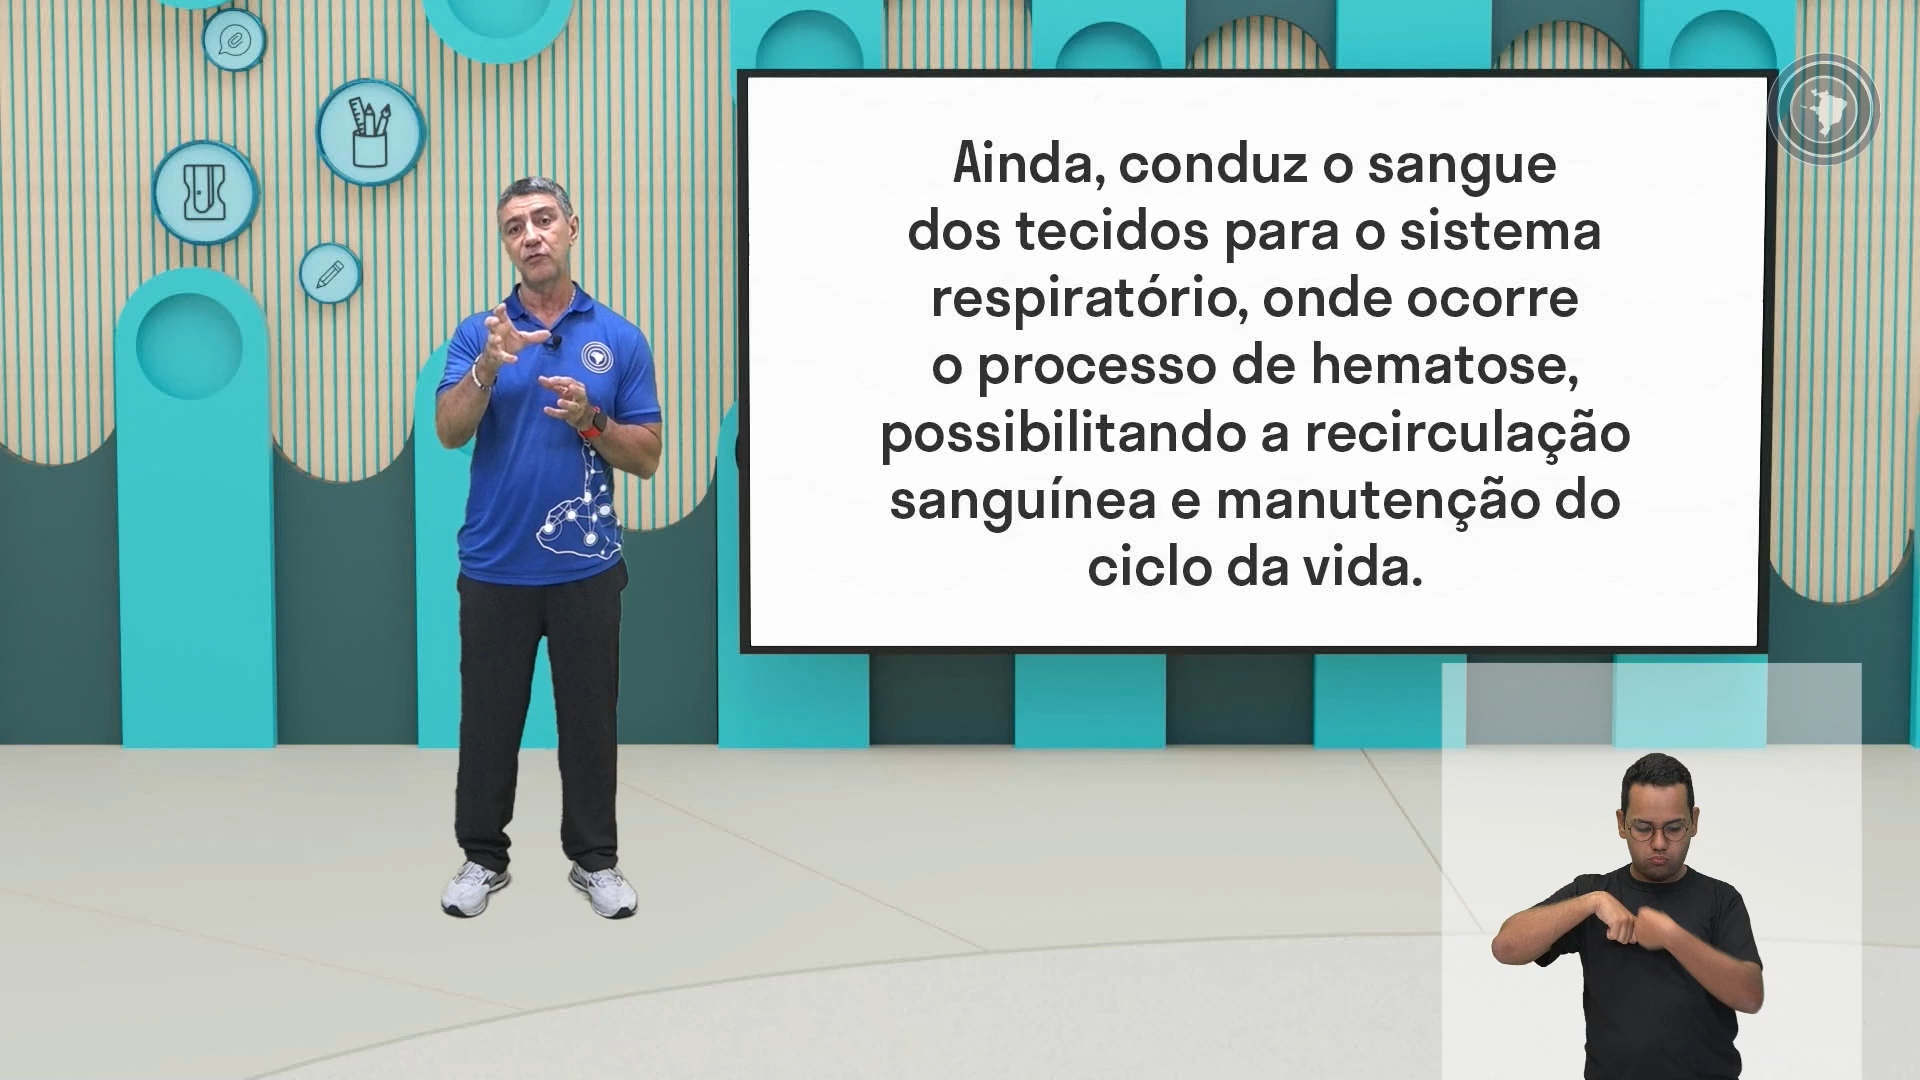 Ainda, conduz o sangue
dos tecidos para o sistema
respiratório, onde ocorre
o processo de hematose,
possibilitando a recirculação
sanguínea e manutenção do
ciclo da vida.